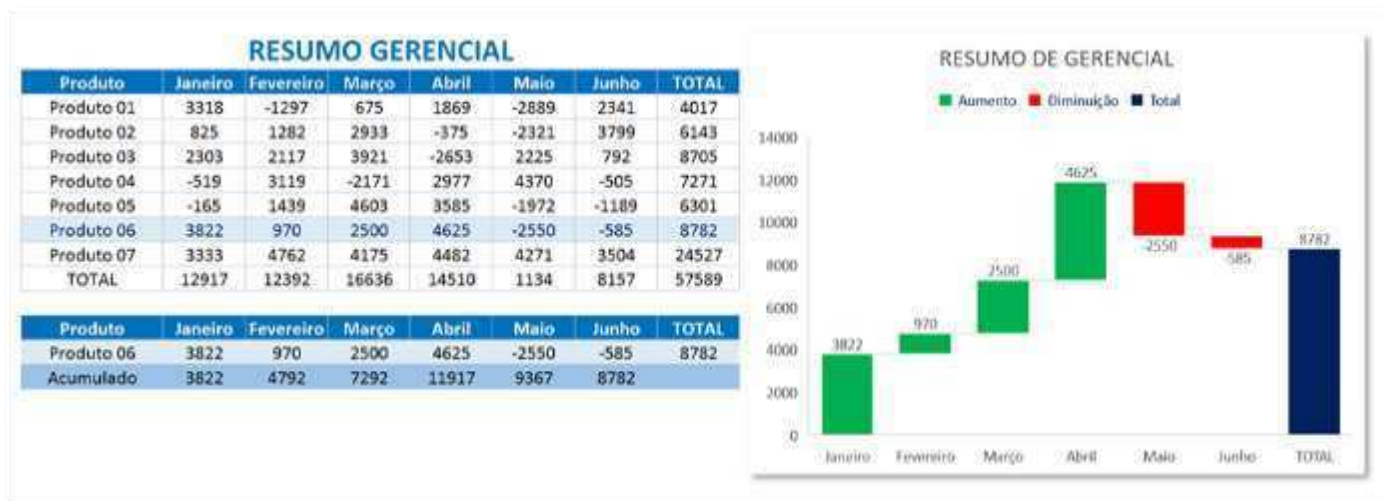 RESUMO GERENCIAL
Produto Janeiro Fevereiro Março Abril Maio Junho TOTAL
Produto 01 3318 -1297 675 1869 -2889 2341 4017
Produto 02 825 1282 2933 -375 -2321 3799 6143
Produto 03 2303 2117 3921 -2653 2225 792 8705
Produto 04 -519 3119 -2171 2977 4370 -505 7271
Produto 05 -165 1439 4603 3585 -1972 -1189 6301
Produto 06 3822 970 2500 4625 -2550 -585 8782
Produto 07 3333 4762 4175 4482 4271 3504 24527
TOTAL 12917 12392 16636 14510 1134 8157 57589
Produto Janeiro Fevereiro Março Abril Maio Junho TOTAL
Produto 06 3822 970 2500 4625 -2550 -585 8782
Acumulado 3822 4792 7292 11917 9367 8782
RESUMO DE GERENCIAL
Aumento Diminuição Total
14000
12000
10000
8000
6000
4000
2000
0
3822
970
2500
4625
-2550
-585
8782
Janeiro Fevereiro Março Abril Maio Junho TOTAL